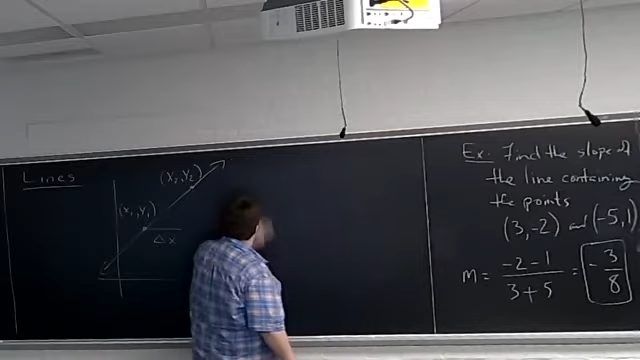 Lines
(X₂,Y₂)
(X₁,Y₁)
Δx
Ex: Find the slope of
the line containing
the points
(3,-2) and (-5,1)
M = -2-1 / 3+5 = -3/8